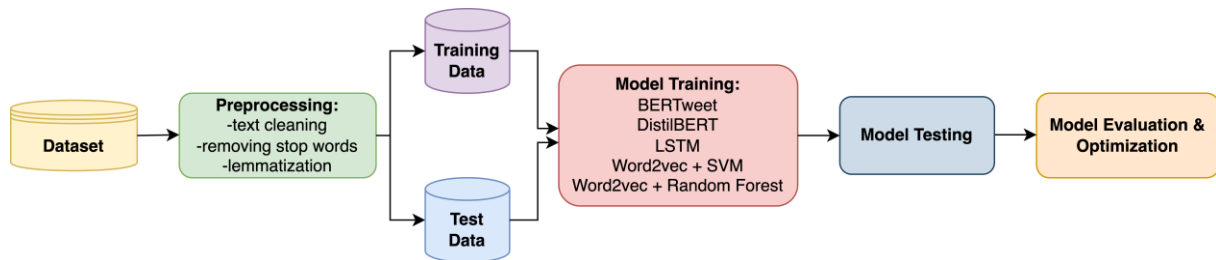 Dataset
Preprocessing:
-text cleaning
-removing stop words
-lemmatization
Training
Data
Test
Data
Model Training:
BERTweet
DistilBERT
LSTM
Word2vec + SVM
Word2vec + Random Forest
Model Testing
Model Evaluation &
Optimization